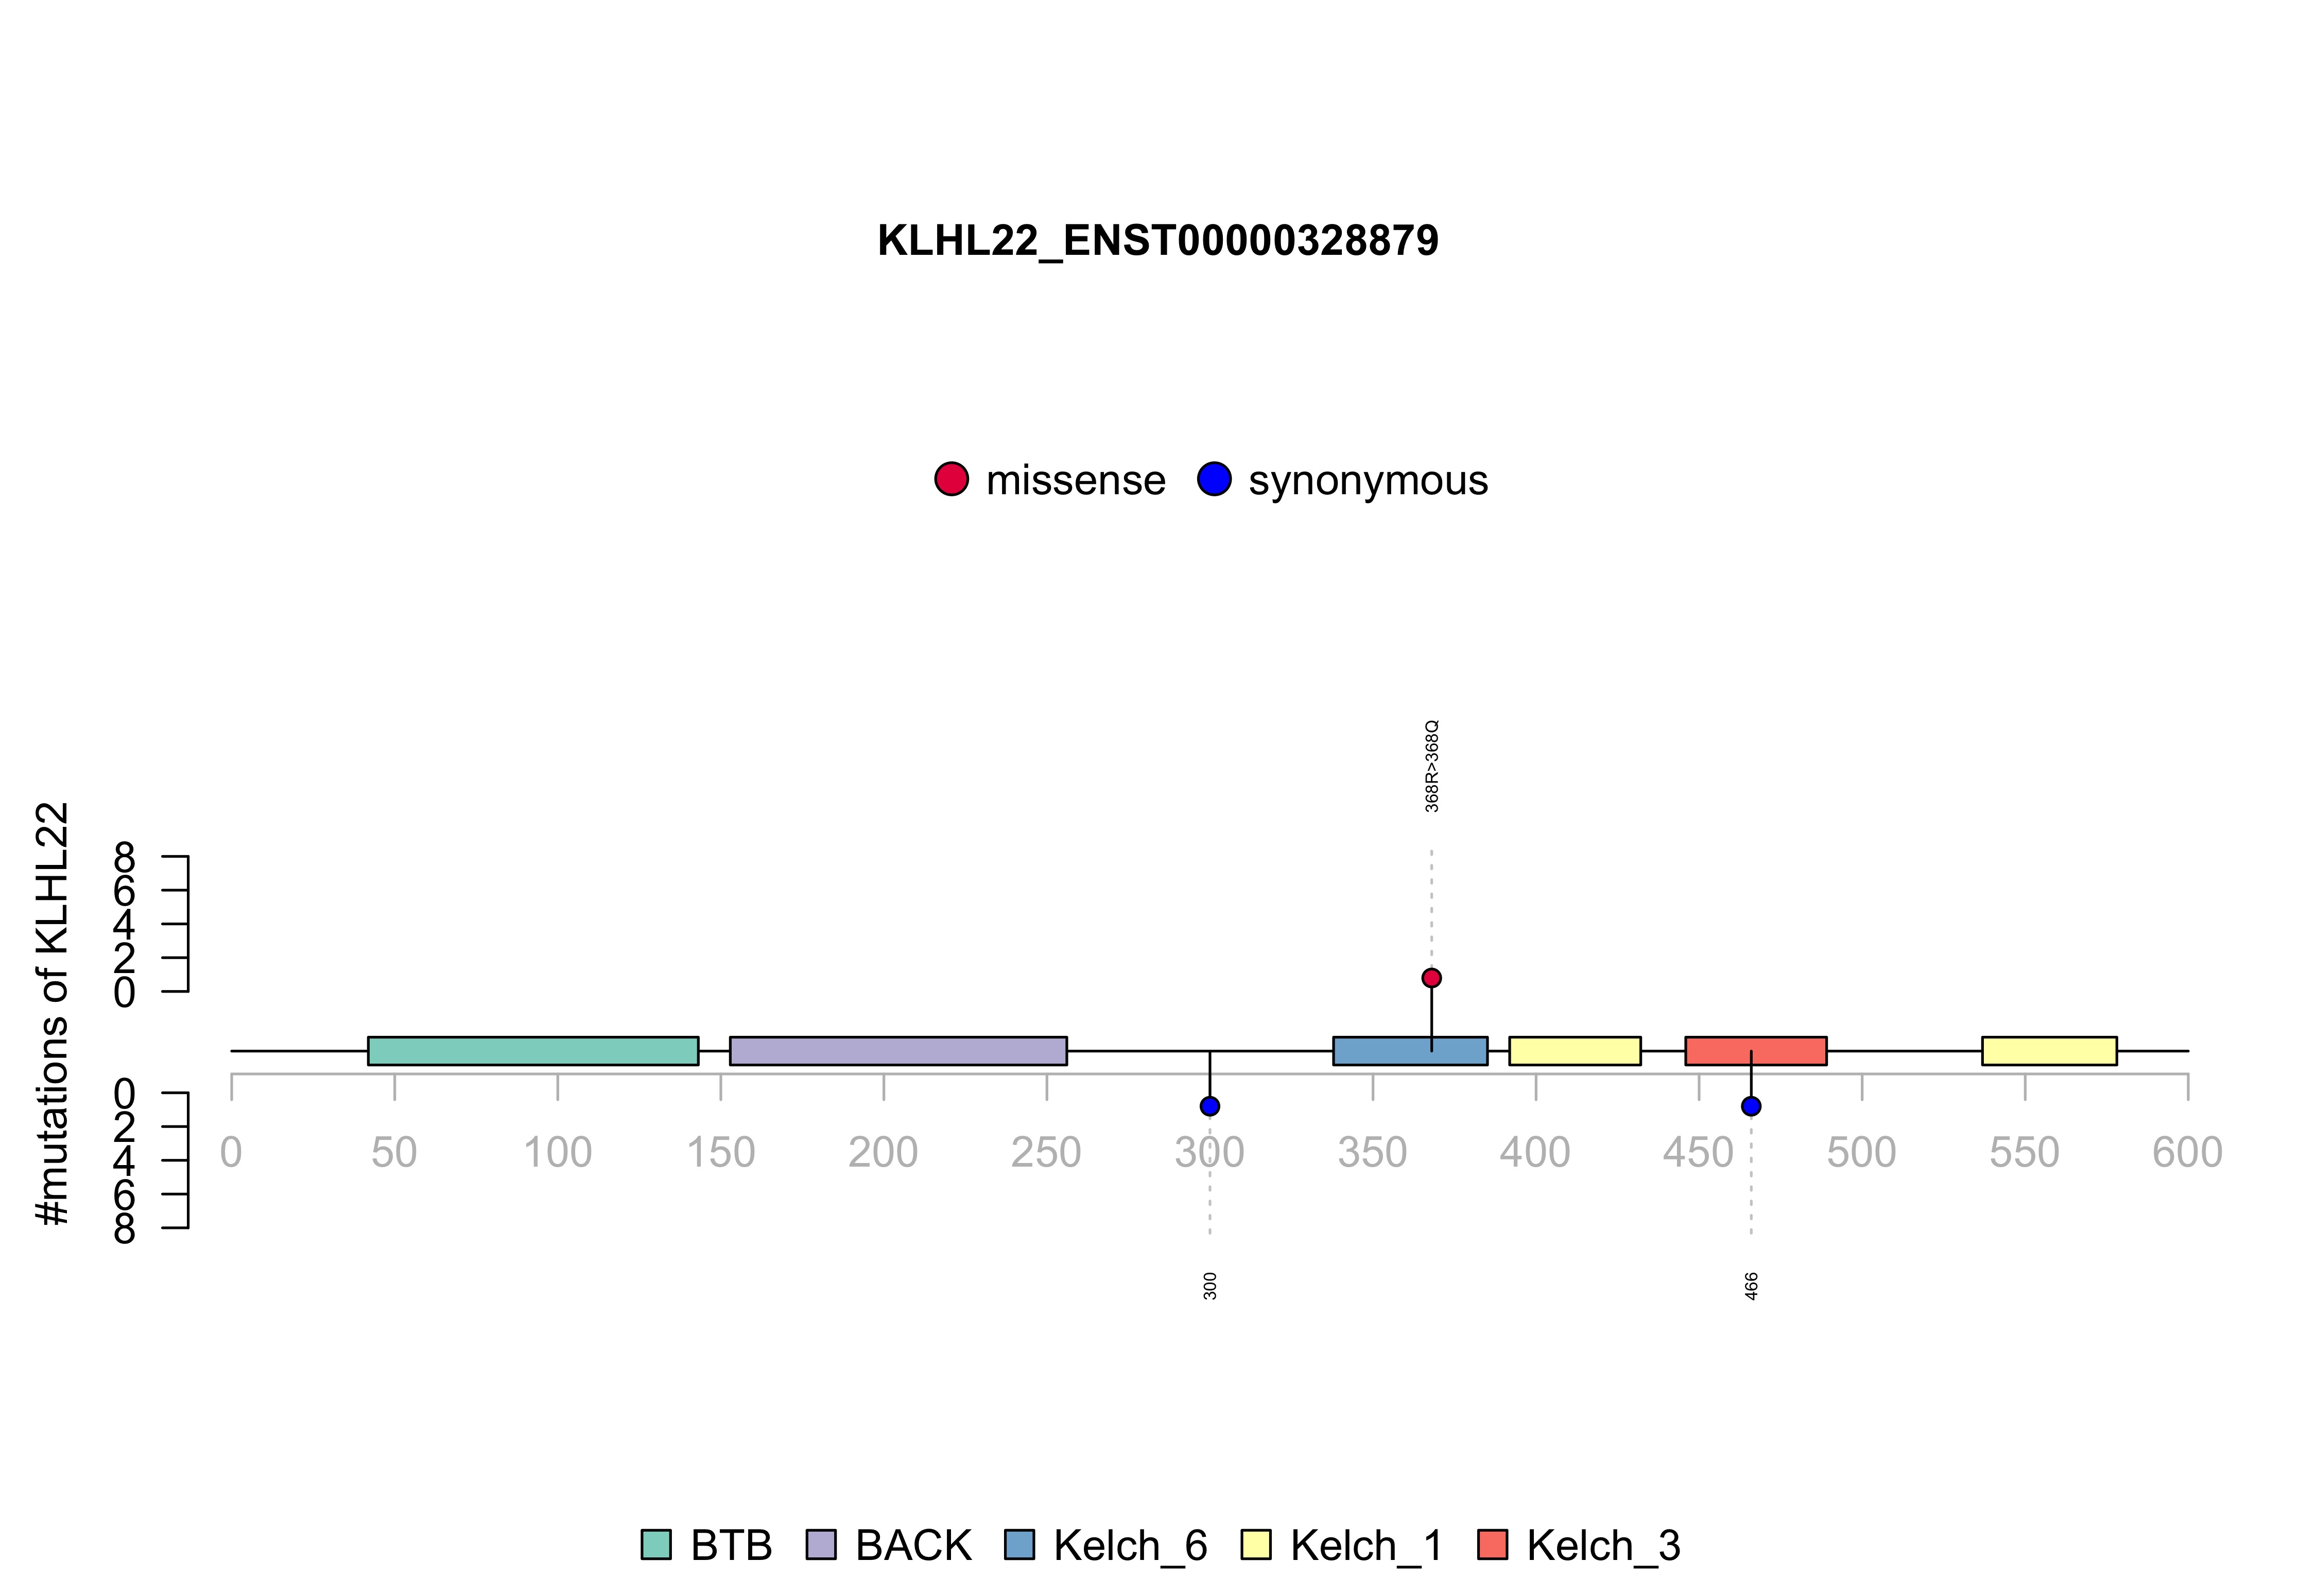 KLHL22_ENST00000328879
missense synonymous
368R>368Q
#mutations of KLHL22
8
6
4
2
0
0
2
4
6
8
0 50 100 150 200 250 300 350 400 450 500 550 600
300 466
BTB BACK Kelch_6 Kelch_1 Kelch_3